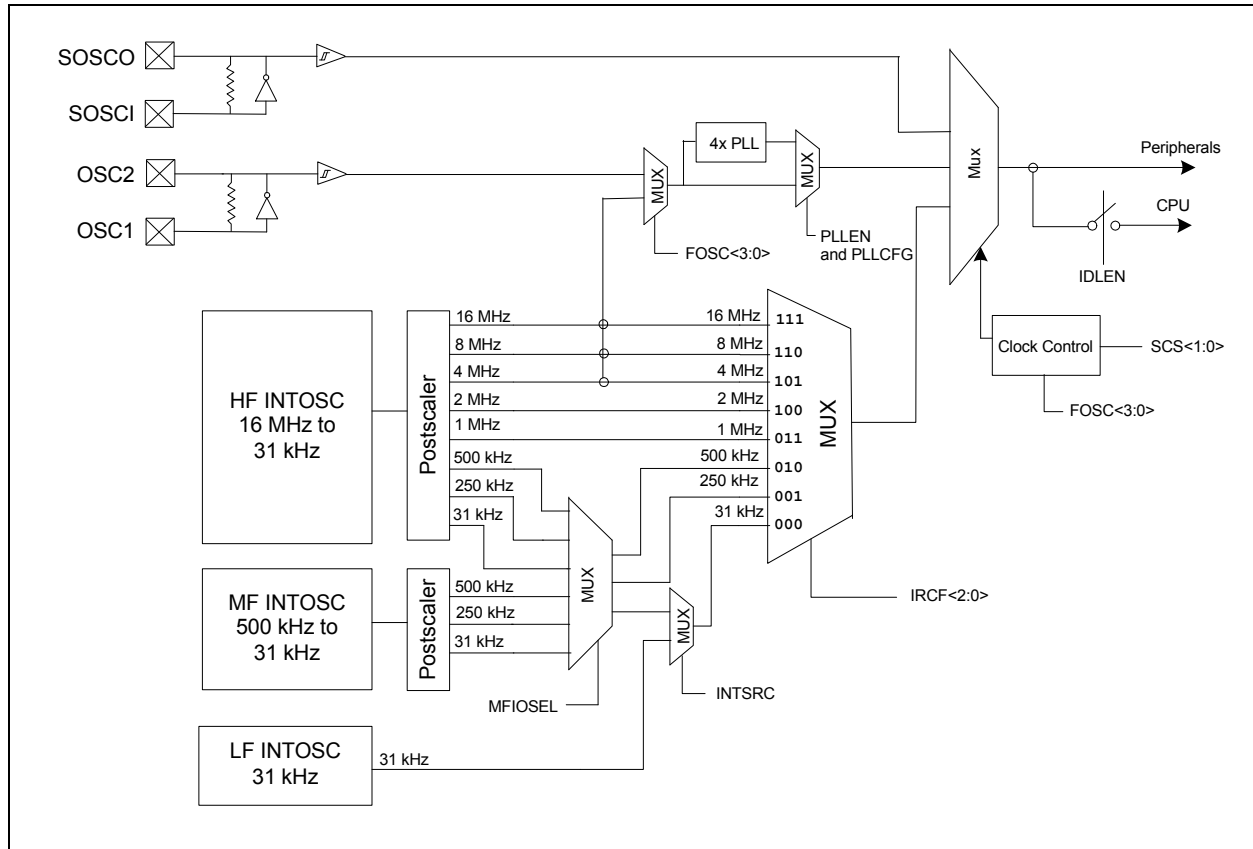 SOSCO
SOSCI
OSC2
OSC1
4x PLL
MUX
MUX
Mux
Peripherals
CPU
PLLEN
and PLLCFG
FOSC<3:0>
IDLEN
Clock Control
SCS<1:0>
FOSC<3:0>
HF INTOSC
16 MHz to
31 kHz
Postscaler
16 MHz
8 MHz
4 MHz
2 MHz
1 MHz
500 kHz
250 kHz
31 kHz
16 MHz
8 MHz
4 MHz
2 MHz
1 MHz
500 kHz
250 kHz
31 kHz
111
110
101
100
011
010
001
000
MUX
IRCF<2:0>
MF INTOSC
500 kHz to
31 kHz
Postscaler
500 kHz
250 kHz
31 kHz
MUX
MUX
MFIOSEL
INTSRC
LF INTOSC
31 kHz
31 kHz